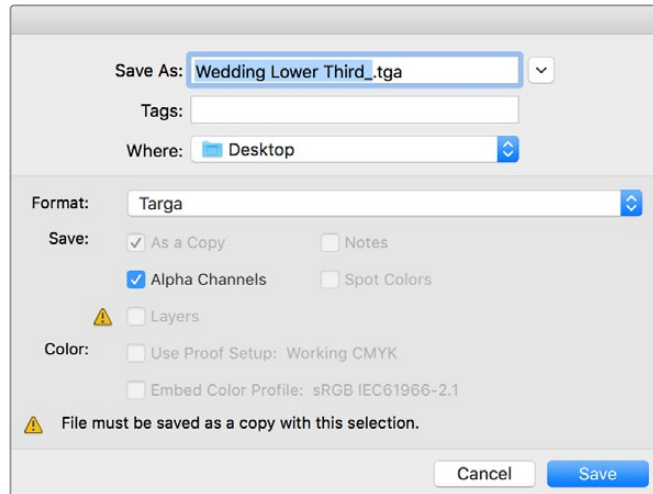 Save As: Wedding Lower Third_.tga
Tags:
Where: Desktop
Format: Targa
Save: As a Copy Notes
Alpha Channels Spot Colors
Layers
Color: Use Proof Setup: Working CMYK
Embed Color Profile: sRGB IEC61966-2.1
File must be saved as a copy with this selection.
Cancel Save